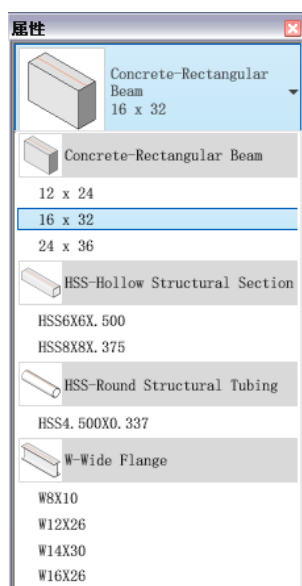 属性
Concrete-Rectangular
Beam
16 x 32
Concrete-Rectangular Beam
12 x 24
16 x 32
24 x 36
HSS-Hollow Structural Section
HSS6X6X.500
HSS8X8X.375
HSS-Round Structural Tubing
HSS4.500X0.337
W-Wide Flange
W8X10
W12X26
W14X30
W16X26